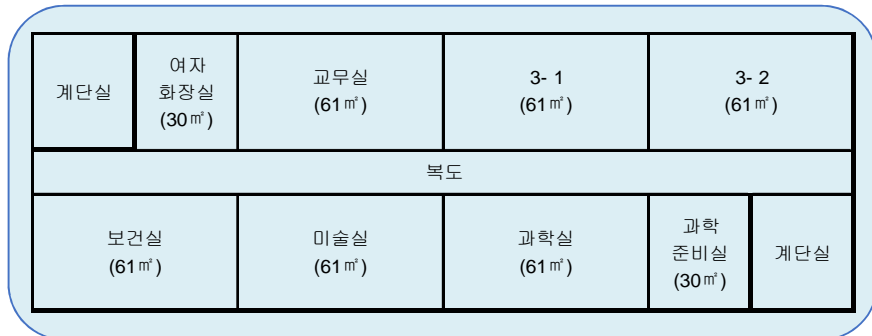 계단실
여자
화장실
(30㎡)
교무실
(61㎡)
3- 1
(61㎡)
3- 2
(61㎡)
복도
보건실
(61㎡)
미술실
(61㎡)
과학실
(61㎡)
과학
준비실
(30㎡)
계단실